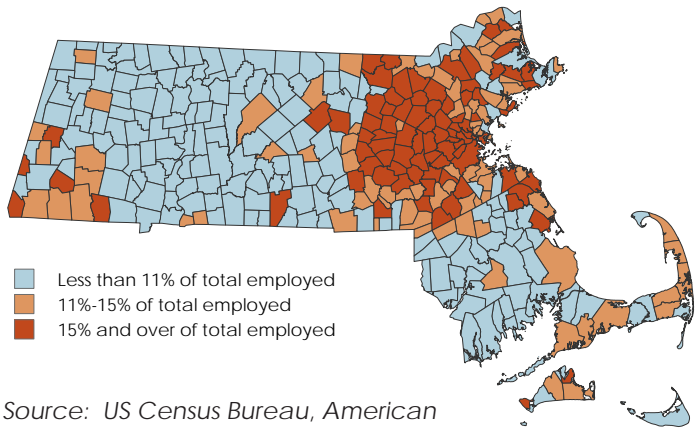 Less than 11% of total employed
11%-15% of total employed
15% and over of total employed
Source: US Census Bureau, American